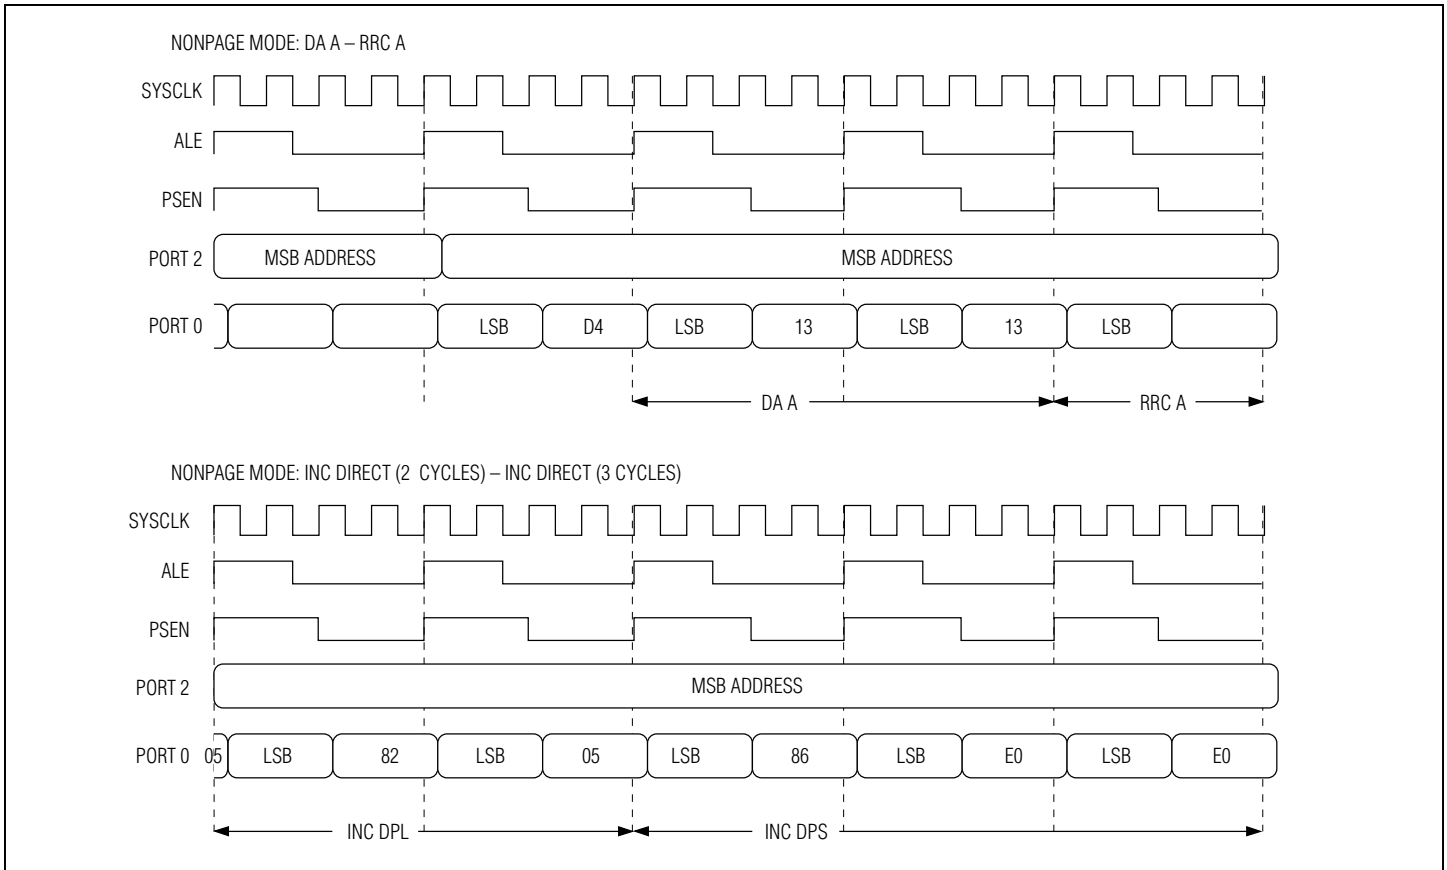 NONPAGE MODE: DA A – RRC A
SYSCLK
ALE
PSEN
PORT 2 MSB ADDRESS MSB ADDRESS
PORT 0 LSB D4 LSB 13 LSB 13 LSB
DA A RRC A
NONPAGE MODE: INC DIRECT (2 CYCLES) – INC DIRECT (3 CYCLES)
SYSCLK
ALE
PSEN
PORT 2 MSB ADDRESS
PORT 0 05 LSB 82 LSB 05 LSB 86 LSB E0 LSB E0
INC DPL INC DPS